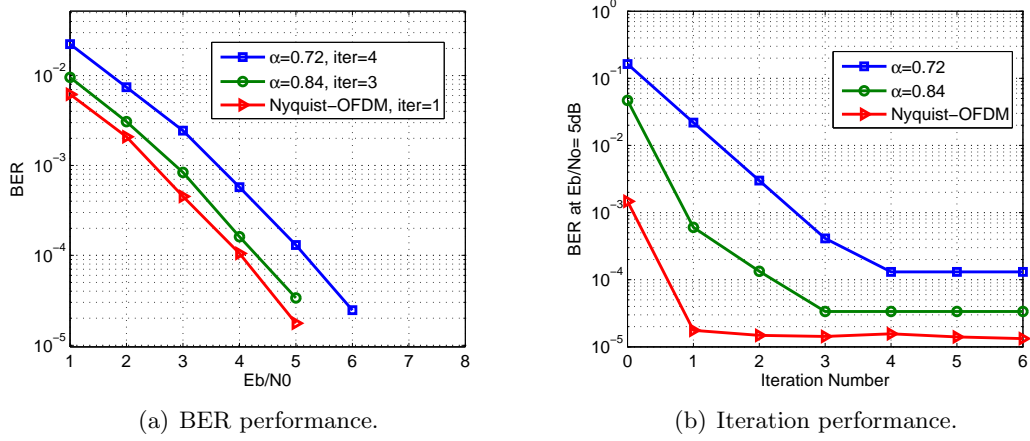 α=0.72, iter=4
α=0.84, iter=3
Nyquist−OFDM, iter=1
10⁻²
10⁻³
10⁻⁴
10⁻⁵
BER
1 2 3 4 5 6 7 8
Eb/N0
(a) BER performance.
α=0.72
α=0.84
Nyquist−OFDM
10⁰
10⁻¹
10⁻²
10⁻³
10⁻⁴
10⁻⁵
BER at Eb/No= 5dB
0 1 2 3 4 5 6
Iteration Number
(b) Iteration performance.